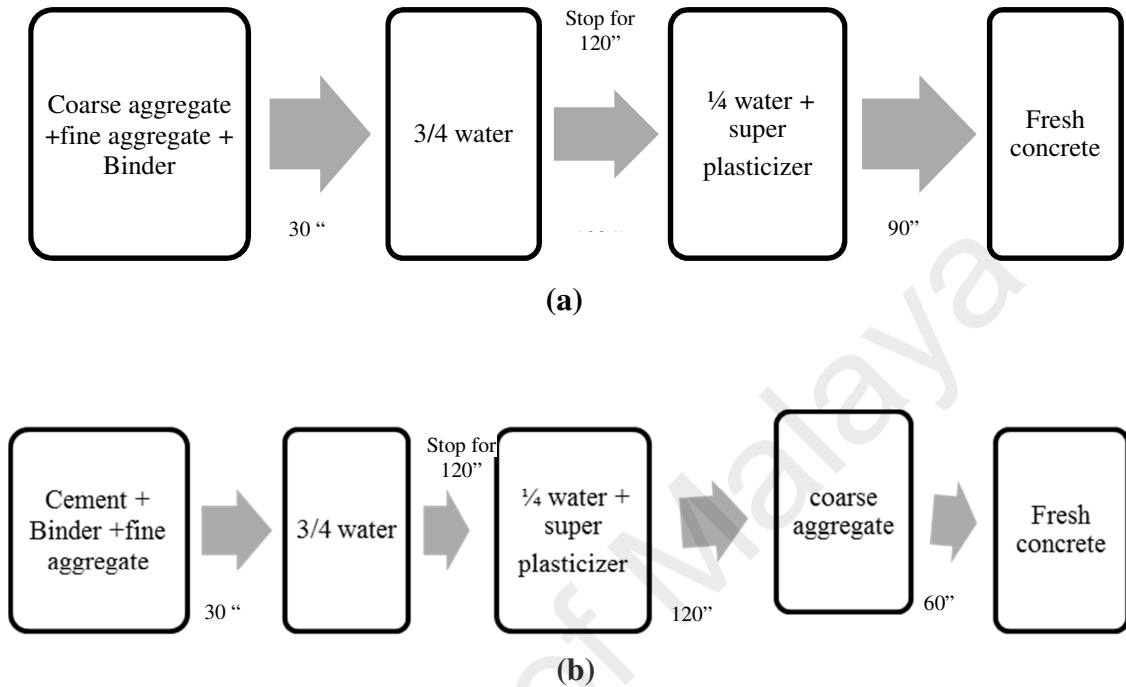 Stop for
120”
Coarse aggregate
+fine aggregate +
Binder
3/4 water
¼ water +
super
plasticizer
Fresh
concrete
30 “
90”
(a)
Stop for
120”
Cement +
Binder +fine
aggregate
3/4 water
¼ water +
super
plasticizer
coarse
aggregate
Fresh
concrete
30 “
120”
60”
(b)
of Malaya